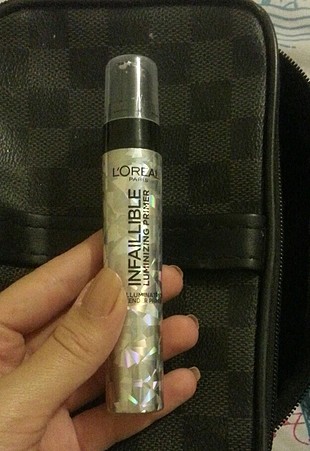 L'ORÉAL
PARIS
INFAILLIBLE
LUMINIZING PRIMER